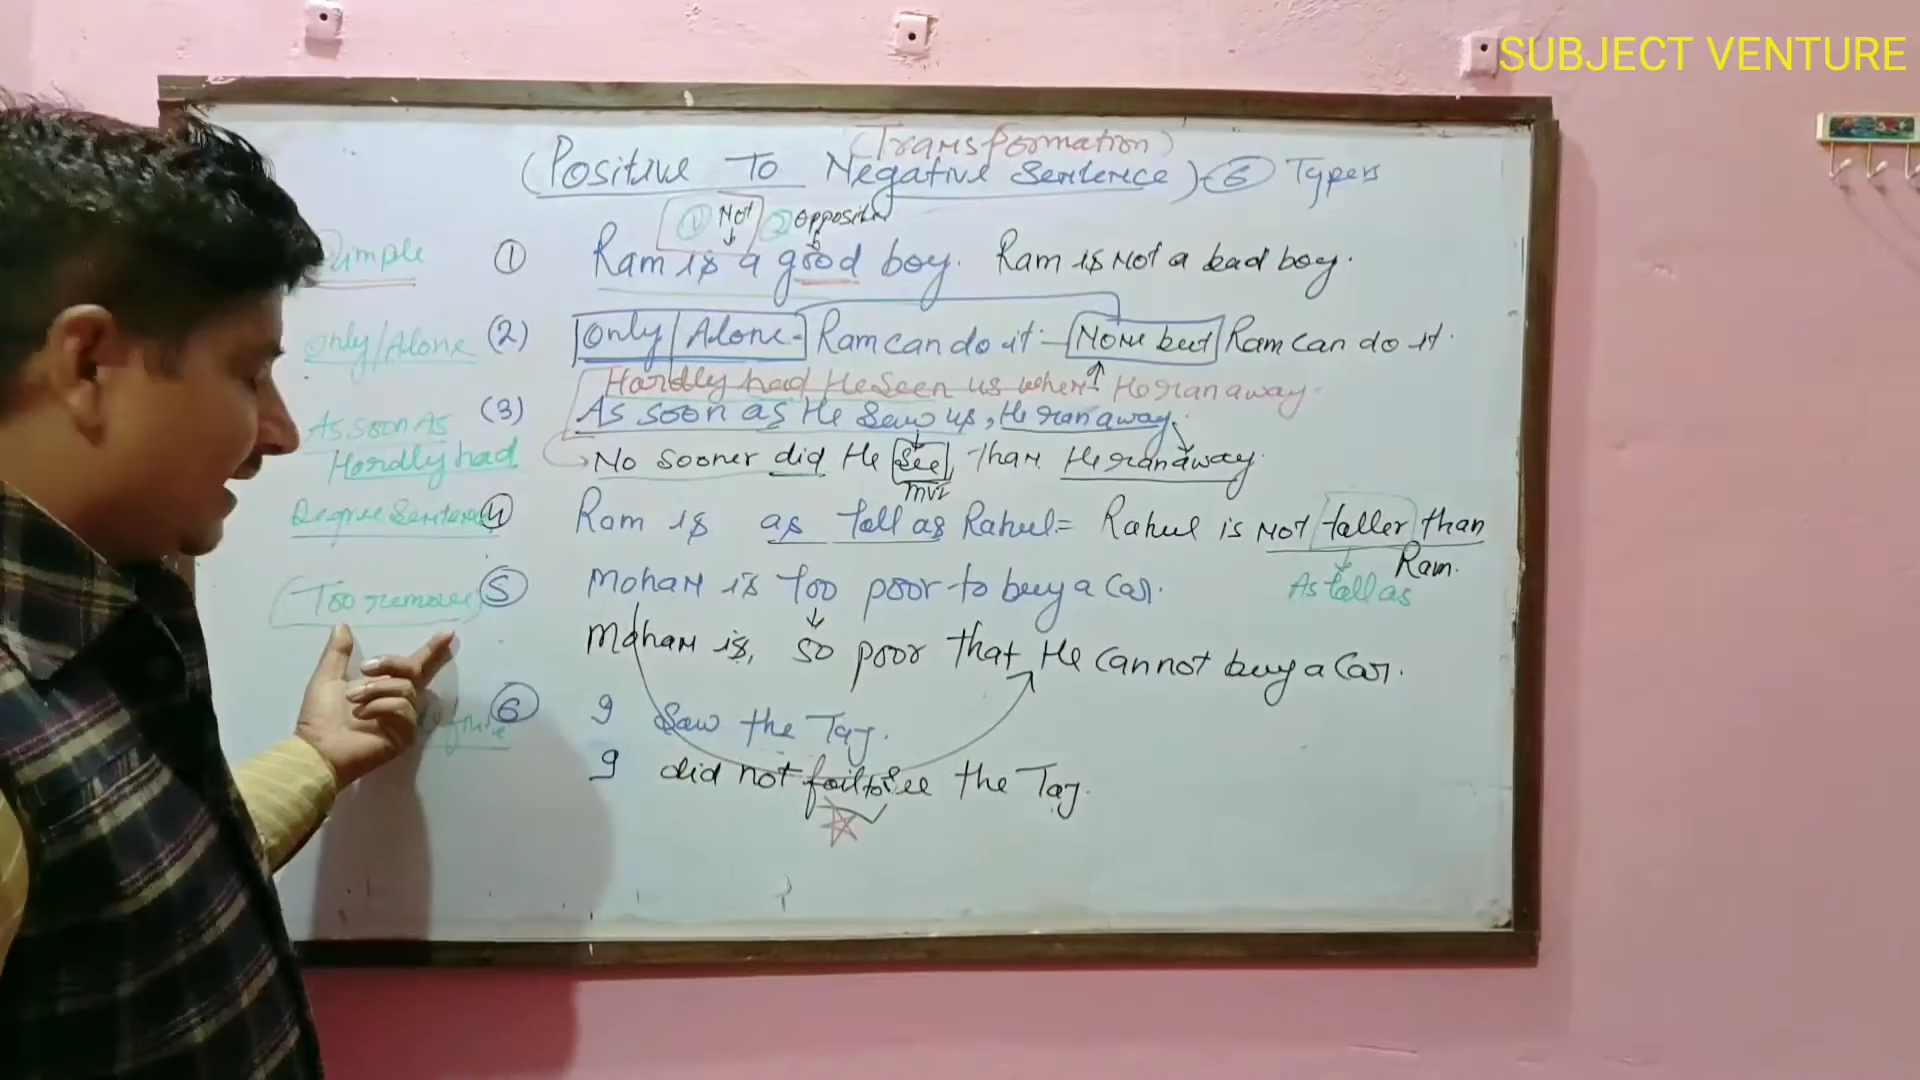 SUBJECT VENTURE
(Transformation)
(Positive To Negative Sentence)-6 Types
① Not ② Opposite
Simple ① Ram is a good boy. Ram is Not a bad boy.
Only/Alone (2) Only/Alone- Ram can do it - None but Ram can do it.
Hardly had He seen us when He ran away.
As soon As (3) As soon as He saw us, He ran away.
Hardly had No sooner did He see, than He ran away.
MVI
Degree Sentence ④ Ram is as tall as Rahul = Rahul is Not taller than
Ram.
As tall as
(Too remove) ⑤ Mohan is too poor to buy a Car.
Mohan is, so poor that He cannot buy a Car.
⑥ I saw the Taj.
I did not fail to see the Taj.